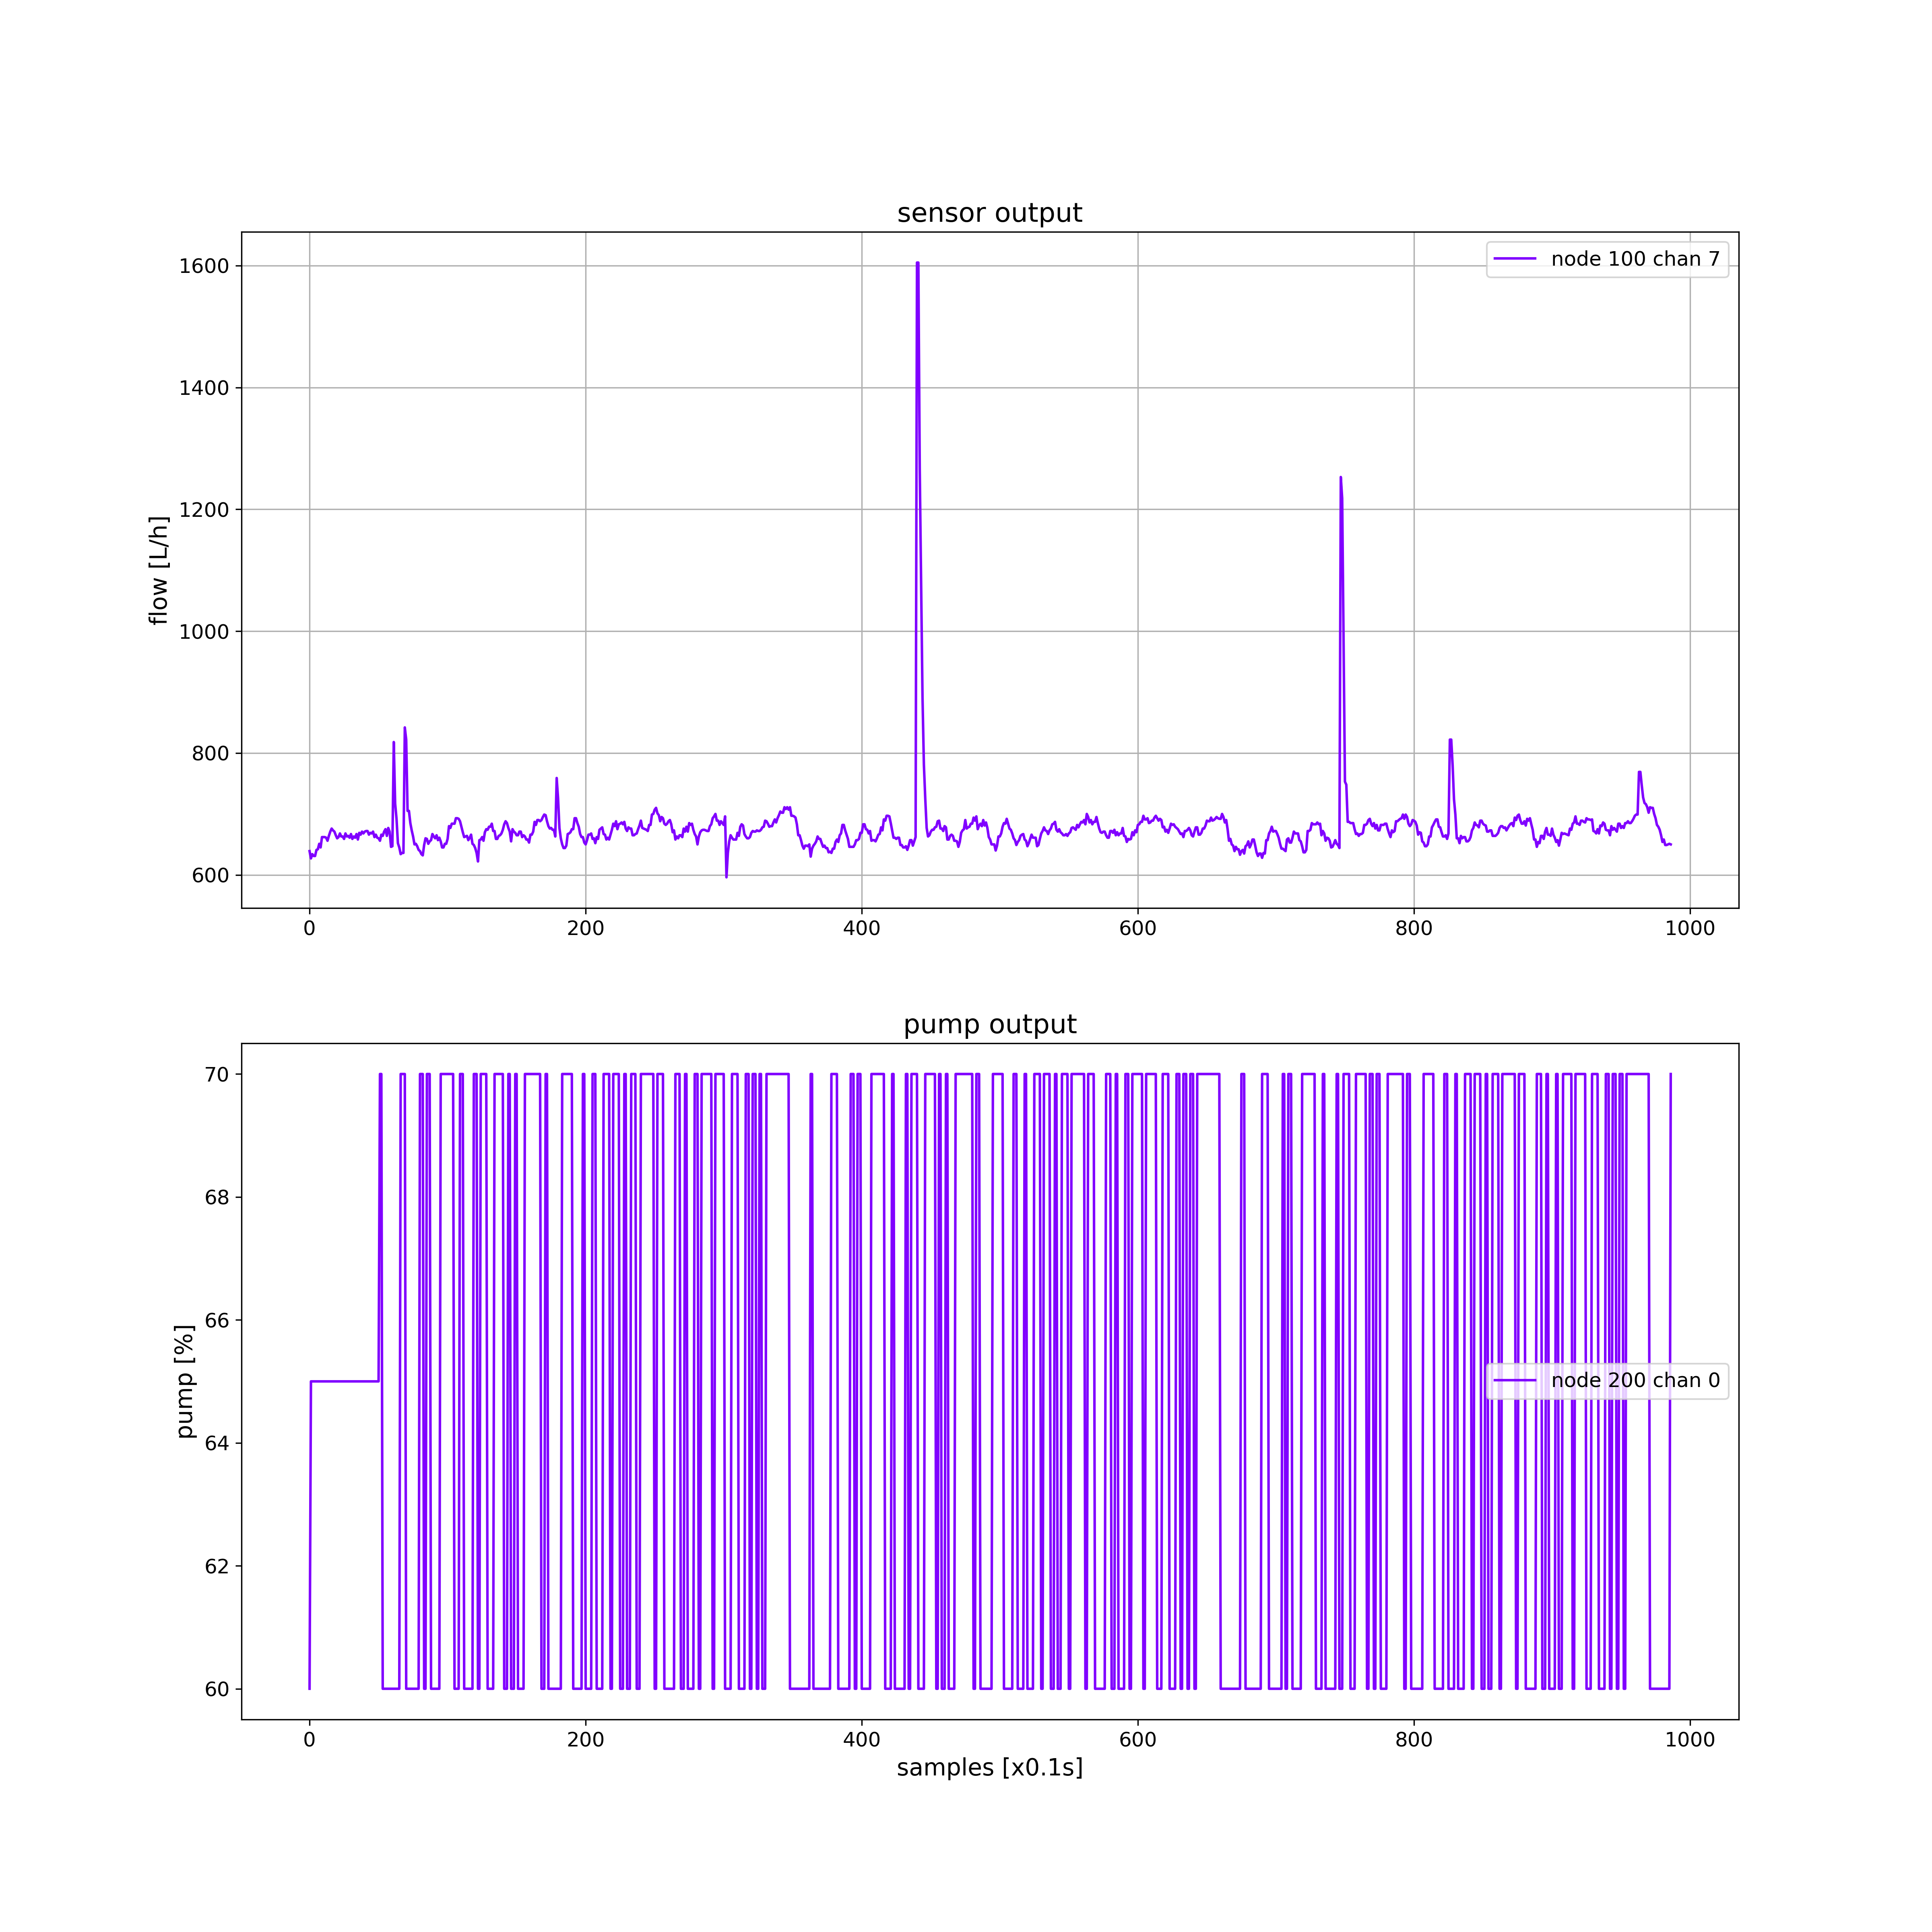 sensor output
node 100 chan 7
1600
1400
1200
1000
800
600
flow [L/h]
0 200 400 600 800 1000
pump output
70
68
66
64
62
60
pump [%]
node 200 chan 0
0 200 400 600 800 1000
samples [x0.1s]